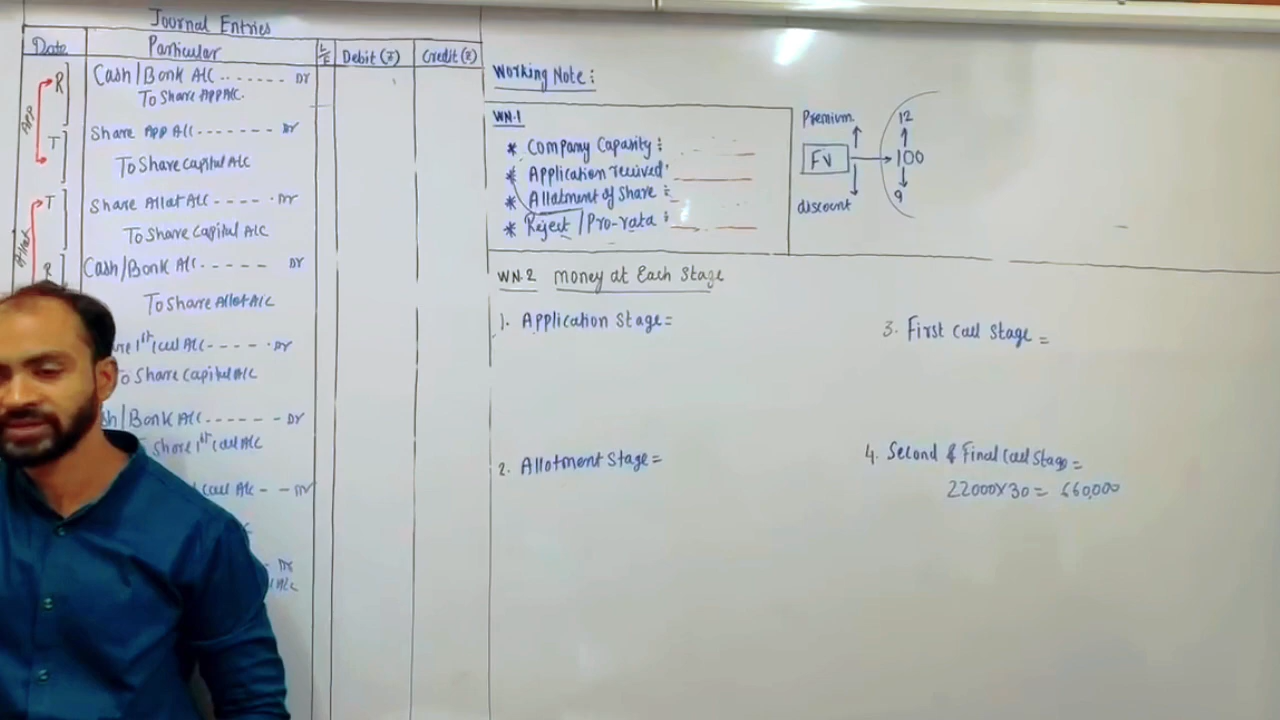 Journal Entries
Date Particular L/F Debit (₹) Credit (₹)
App
R
Cash/Bank A/c ....... Dr
To Share App A/c.
T
Share App A/c ------- Dr
To Share capital A/c
Allot
T
Share Allot A/c ---- . Dr
To Share Capital A/c
R
Cash/Bank A/c. ----- Dr
To Share Allot A/c
1st call A/c- --- . Dr
To Share Capital A/c
/Bank A/c ------ - Dr
Share 1st call A/c
call A/c - - Dr
- Dr
A/c
Working Note :
WN.1
* Company Capacity :
* Application received :
* Allotment of Share :
* Reject / Pro-rata :
Premium
FV
discount
12
100
9
WN.2 money at Each Stage
1. Application Stage =
2. Allotment Stage =
3. First Call Stage =
4. Second & Final Call Stage =
22000 x 30 = 660,000